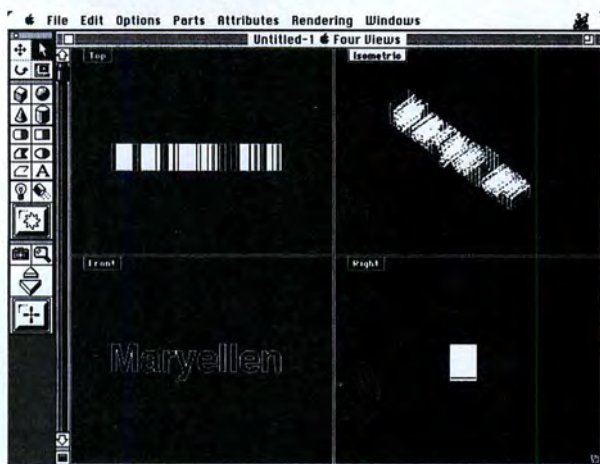 File Edit Options Parts Attributes Rendering Windows
Untitled-1 Four Views
Top
Isometric
A
Front
Right
Maryellen